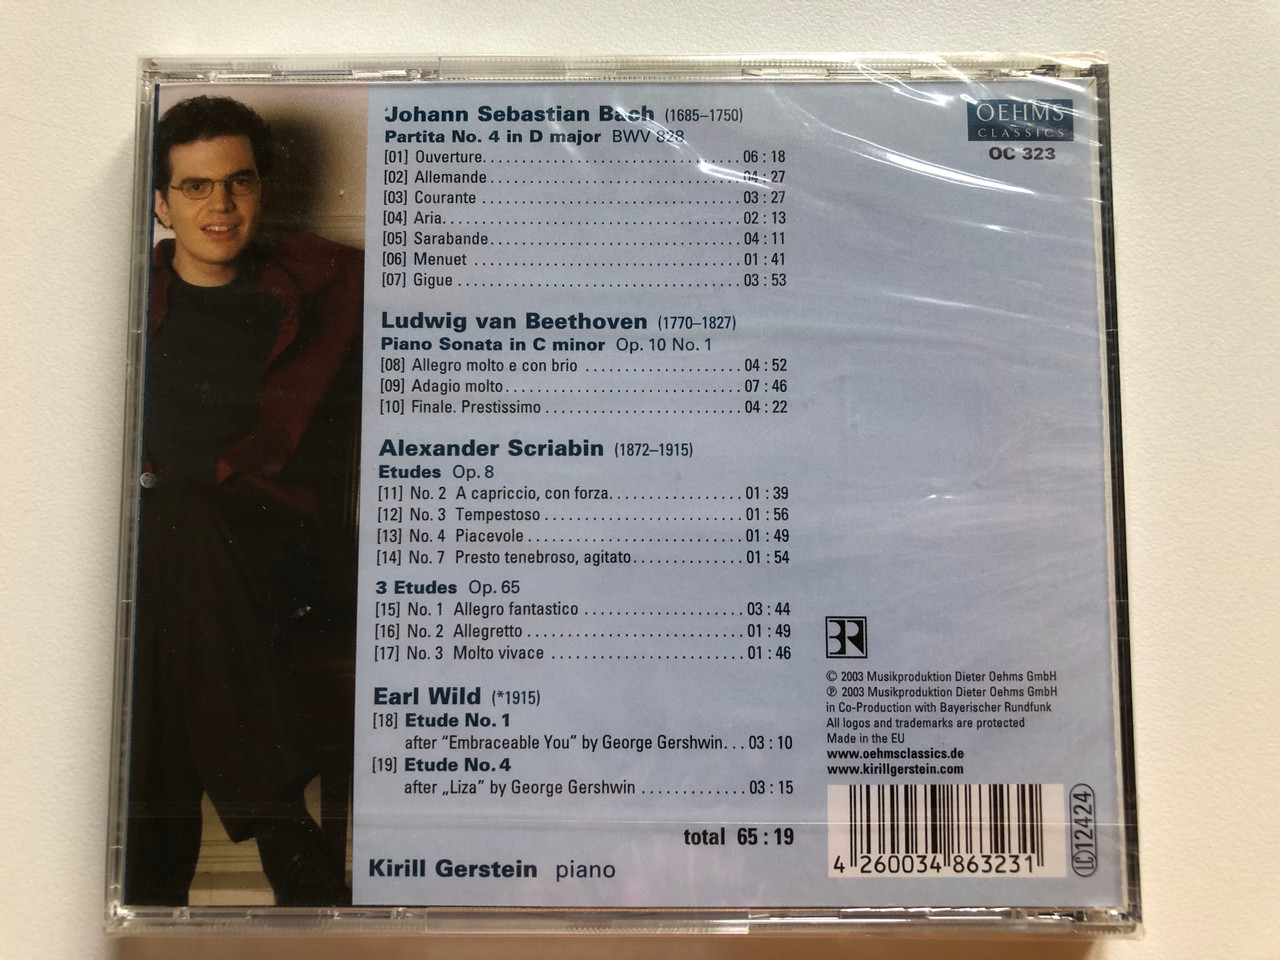 Johann Sebastian Bach (1685–1750)
Partita No. 4 in D major BWV 828
[01] Ouverture. . . . . . . . . . . . . . . . . . . . . . . . . . . . . . . . . . . 06 : 18
[02] Allemande . . . . . . . . . . . . . . . . . . . . . . . . . . . . . . . . . . 04 : 27
[03] Courante . . . . . . . . . . . . . . . . . . . . . . . . . . . . . . . . . . . 03 : 27
[04] Aria. . . . . . . . . . . . . . . . . . . . . . . . . . . . . . . . . . . . . . . . 02 : 13
[05] Sarabande. . . . . . . . . . . . . . . . . . . . . . . . . . . . . . . . . . 04 : 11
[06] Menuet . . . . . . . . . . . . . . . . . . . . . . . . . . . . . . . . . . . . 01 : 41
[07] Gigue . . . . . . . . . . . . . . . . . . . . . . . . . . . . . . . . . . . . . . 03 : 53
Ludwig van Beethoven (1770–1827)
Piano Sonata in C minor Op. 10 No. 1
[08] Allegro molto e con brio . . . . . . . . . . . . . . . . . . . . . 04 : 52
[09] Adagio molto . . . . . . . . . . . . . . . . . . . . . . . . . . . . . . . 07 : 46
[10] Finale. Prestissimo . . . . . . . . . . . . . . . . . . . . . . . . . . 04 : 22
Alexander Scriabin (1872–1915)
Etudes Op. 8
[11] No. 2 A capriccio, con forza. . . . . . . . . . . . . . . . . . 01 : 39
[12] No. 3 Tempestoso . . . . . . . . . . . . . . . . . . . . . . . . . . 01 : 56
[13] No. 4 Piacevole . . . . . . . . . . . . . . . . . . . . . . . . . . . . 01 : 49
[14] No. 7 Presto tenebroso, agitato. . . . . . . . . . . . . . . 01 : 54
3 Etudes Op. 65
[15] No. 1 Allegro fantastico . . . . . . . . . . . . . . . . . . . . . 03 : 44
[16] No. 2 Allegretto . . . . . . . . . . . . . . . . . . . . . . . . . . . . 01 : 49
[17] No. 3 Molto vivace . . . . . . . . . . . . . . . . . . . . . . . . . 01 : 46
Earl Wild (*1915)
[18] Etude No. 1
after “Embraceable You” by George Gershwin. . . 03 : 10
[19] Etude No. 4
after „Liza” by George Gershwin . . . . . . . . . . . . . 03 : 15
total 65 : 19
Kirill Gerstein piano
OEHMS
CLASSICS
OC 323
BR
© 2003 Musikproduktion Dieter Oehms GmbH
℗ 2003 Musikproduktion Dieter Oehms GmbH
in Co-Production with Bayerischer Rundfunk
All logos and trademarks are protected
Made in the EU
www.oehmsclassics.de
www.kirillgerstein.com
4 260034 863231
LC 12424